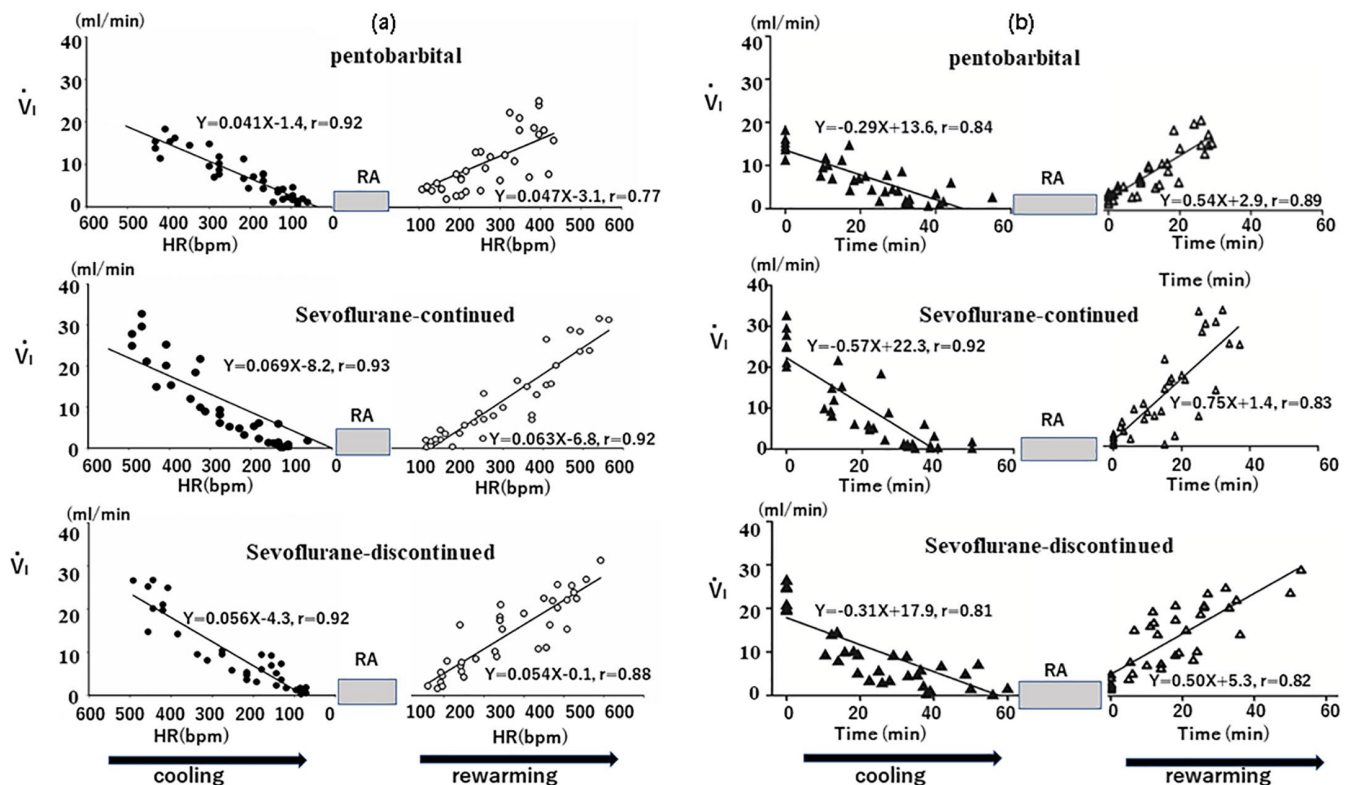 (a)
(ml/min)
40
30
20
10
0
V̇I
pentobarbital
Y=0.041X-1.4, r=0.92
RA
Y=0.047X-3.1, r=0.77
600 500 400 300 200 100 0
HR(bpm)
100 200 300 400 500 600
HR(bpm)
(ml/min
40
30
20
10
0
V̇I
Sevoflurane-continued
Y=0.069X-8.2, r=0.93
RA
Y=0.063X-6.8, r=0.92
600 500 400 300 200 100 0
HR(bpm)
100 200 300 400 500 600
HR(bpm)
(ml/min)
40
30
20
10
0
V̇I
Sevoflurane-discontinued
Y=0.056X-4.3, r=0.92
RA
Y=0.054X-0.1, r=0.88
600 500 400 300 200 100 0
HR(bpm)
100 200 300 400 500 600
HR(bpm)
cooling
rewarming
(b)
(ml/min)
40
30
20
10
0
V̇I
pentobarbital
Y=-0.29X+13.6, r=0.84
RA
Y=0.54X+2.9, r=0.89
0 20 40 60
Time (min)
0 20 40 60
Time (min)
Time (min)
(ml/min)
40
30
20
10
0
V̇I
Sevoflurane-continued
Y=-0.57X+22.3, r=0.92
RA
Y=0.75X+1.4, r=0.83
0 20 40 60
Time (min)
0 20 40 60
Time (min)
(ml/min)
40
30
20
10
0
V̇I
Sevoflurane-discontinued
Y=-0.31X+17.9, r=0.81
RA
Y=0.50X+5.3, r=0.82
0 20 40 60
Time (min)
0 20 40 60
Time (min)
cooling
rewarming